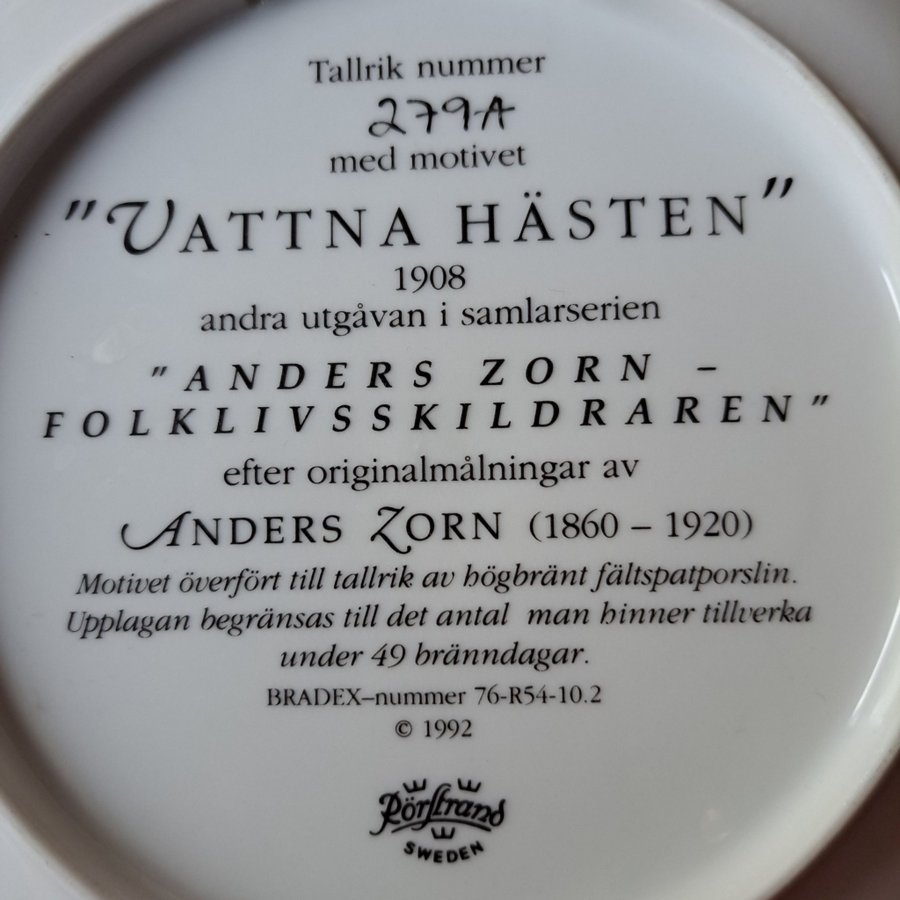 Tallrik nummer
279A
med motivet
"VATTNA HÄSTEN"
1908
andra utgåvan i samlarserien
"ANDERS ZORN –
FOLKLIVSSKILDRAREN"
efter originalmålningar av
ANDERS ZORN (1860 – 1920)
Motivet överfört till tallrik av högbränt fältspatporslin.
Upplagan begränsas till det antal man hinner tillverka
under 49 bränndagar.
BRADEX–nummer 76-R54-10.2
© 1992
Rörstrand
SWEDEN